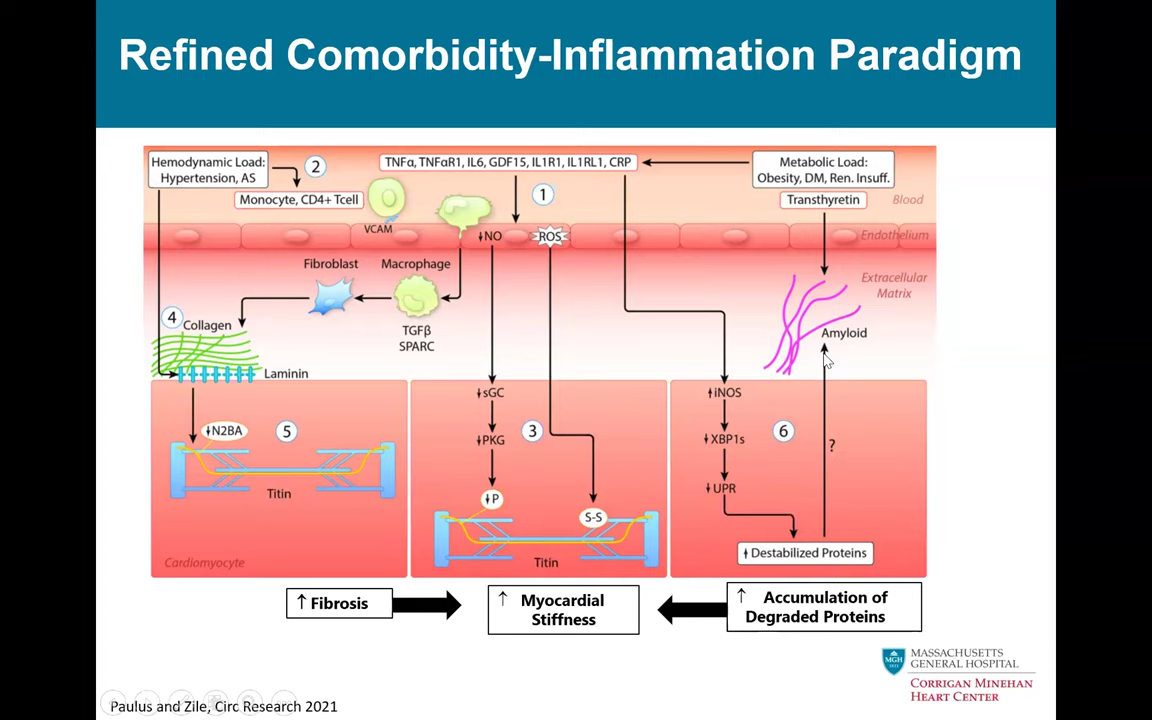 Refined Comorbidity-Inflammation Paradigm
Hemodynamic Load:
Hypertension, AS
2
Monocyte, CD4+ Tcell
VCAM
TNFα, TNFαR1, IL6, GDF15, IL1R1, IL1RL1, CRP
1
Metabolic Load:
Obesity, DM, Ren. Insuff.
Transthyretin
Blood
↓NO
ROS
Endothelium
Fibroblast
Macrophage
TGFβ
SPARC
Extracellular
Matrix
Amyloid
4
Collagen
Laminin
↓N2BA
5
Titin
Cardiomyocyte
↓sGC
↓PKG
3
↓P
S-S
Titin
↑iNOS
↓XBP1s
6
↓UPR
?
↑Destabilized Proteins
↑ Fibrosis
↑ Myocardial
Stiffness
↑ Accumulation of
Degraded Proteins
MGH
1811
MASSACHUSETTS
GENERAL HOSPITAL
CORRIGAN MINEHAN
HEART CENTER
Paulus and Zile, Circ Research 2021